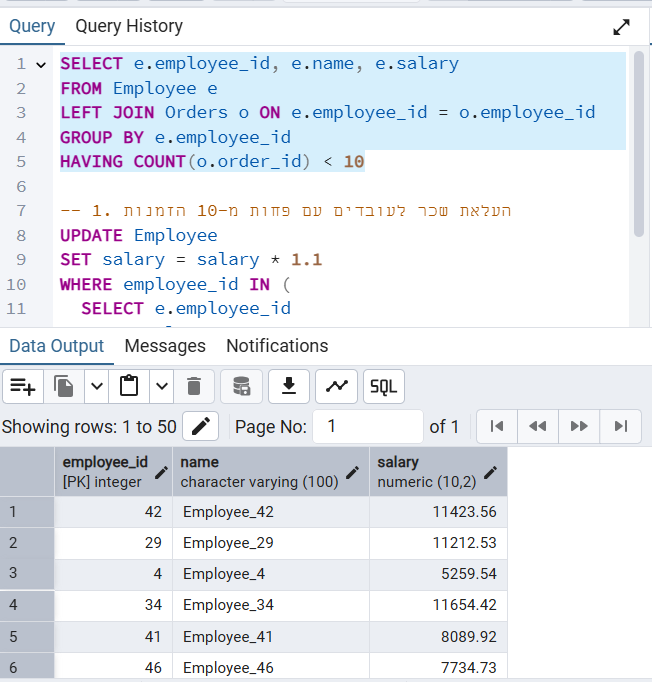 Query Query History
1 SELECT e.employee_id, e.name, e.salary
2 FROM Employee e
3 LEFT JOIN Orders o ON e.employee_id = o.employee_id
4 GROUP BY e.employee_id
5 HAVING COUNT(o.order_id) < 10
6
7 -- 1. העלאת שכר לעובדים עם פחות מ-10 הזמנות
8 UPDATE Employee
9 SET salary = salary * 1.1
10 WHERE employee_id IN (
11 SELECT e.employee_id
Data Output Messages Notifications
SQL
Showing rows: 1 to 50 Page No: 1 of 1
employee_id name salary
[PK] integer character varying (100) numeric (10,2)
1 42 Employee_42 11423.56
2 29 Employee_29 11212.53
3 4 Employee_4 5259.54
4 34 Employee_34 11654.42
5 41 Employee_41 8089.92
6 46 Employee_46 7734.73